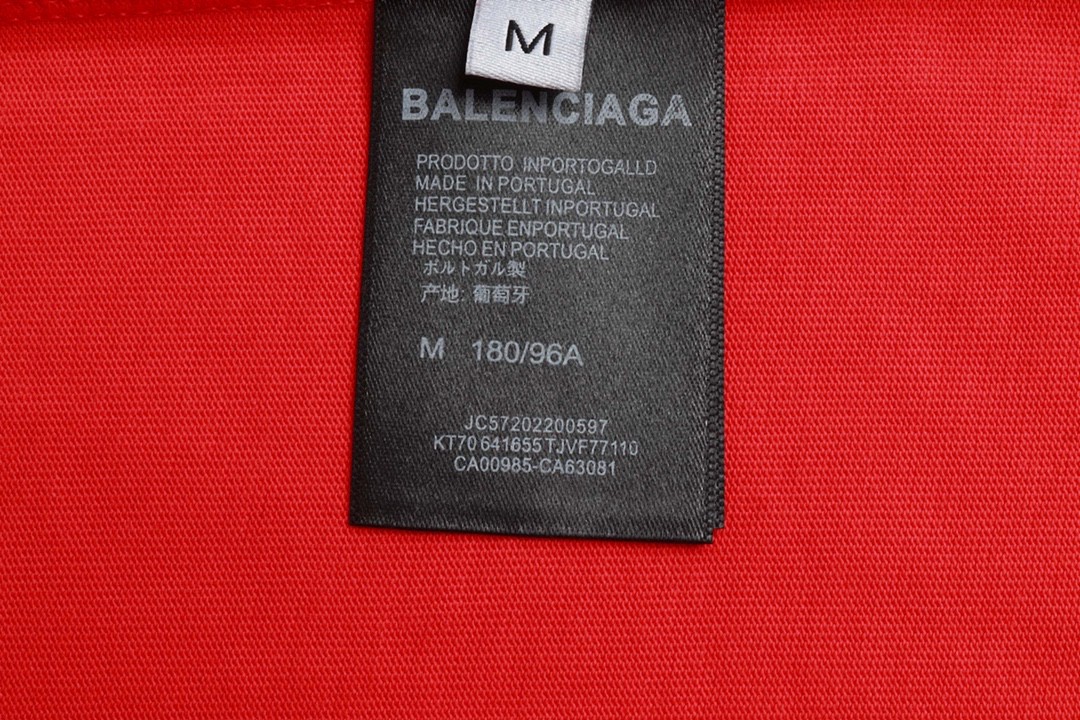 M
BALENCIAGA
PRODOTTO INPORTOGALLD
MADE IN PORTUGAL
HERGESTELLT INPORTUGAL
FABRIQUE ENPORTUGAL
HECHO EN PORTUGAL
ポルトガル製
产地: 葡萄牙
M 180/96A
JC57202200597
KT70 641655 TJVF77110
CA00985-CA63081